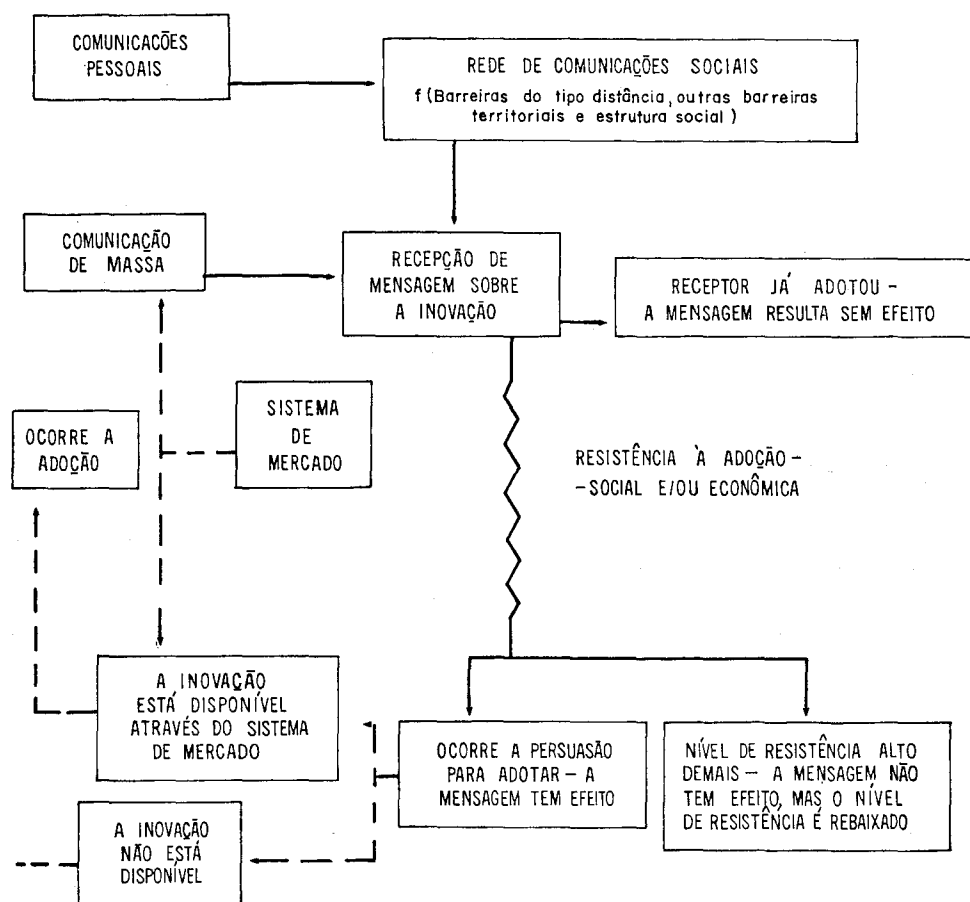 COMUNICACÕES
PESSOAIS
REDE DE COMUNICAÇÕES SOCIAIS
f (Barreiras do tipo distância, outras barreiras
territoriais e estrutura social)
COMUNICAÇÃO
DE MASSA
RECEPÇÃO DE
MENSAGEM SOBRE
A INOVAÇÃO
RECEPTOR JÁ ADOTOU –
A MENSAGEM RESULTA SEM EFEITO
OCORRE A
ADOÇÃO
SISTEMA
DE
MERCADO
RESISTÊNCIA À ADOÇÃO –
- SOCIAL E/OU ECONÔMICA
A INOVAÇÃO
ESTÁ DISPONÍVEL
ATRAVÉS DO SISTEMA
DE MERCADO
OCORRE A PERSUASÃO
PARA ADOTAR – A
MENSAGEM TEM EFEITO
NÍVEL DE RESISTÊNCIA ALTO
DEMAIS – A MENSAGEM NÃO
TEM EFEITO, MAS O NÍVEL
DE RESISTÊNCIA É REBAIXADO
A INOVAÇÃO
NÃO ESTÁ
DISPONÍVEL